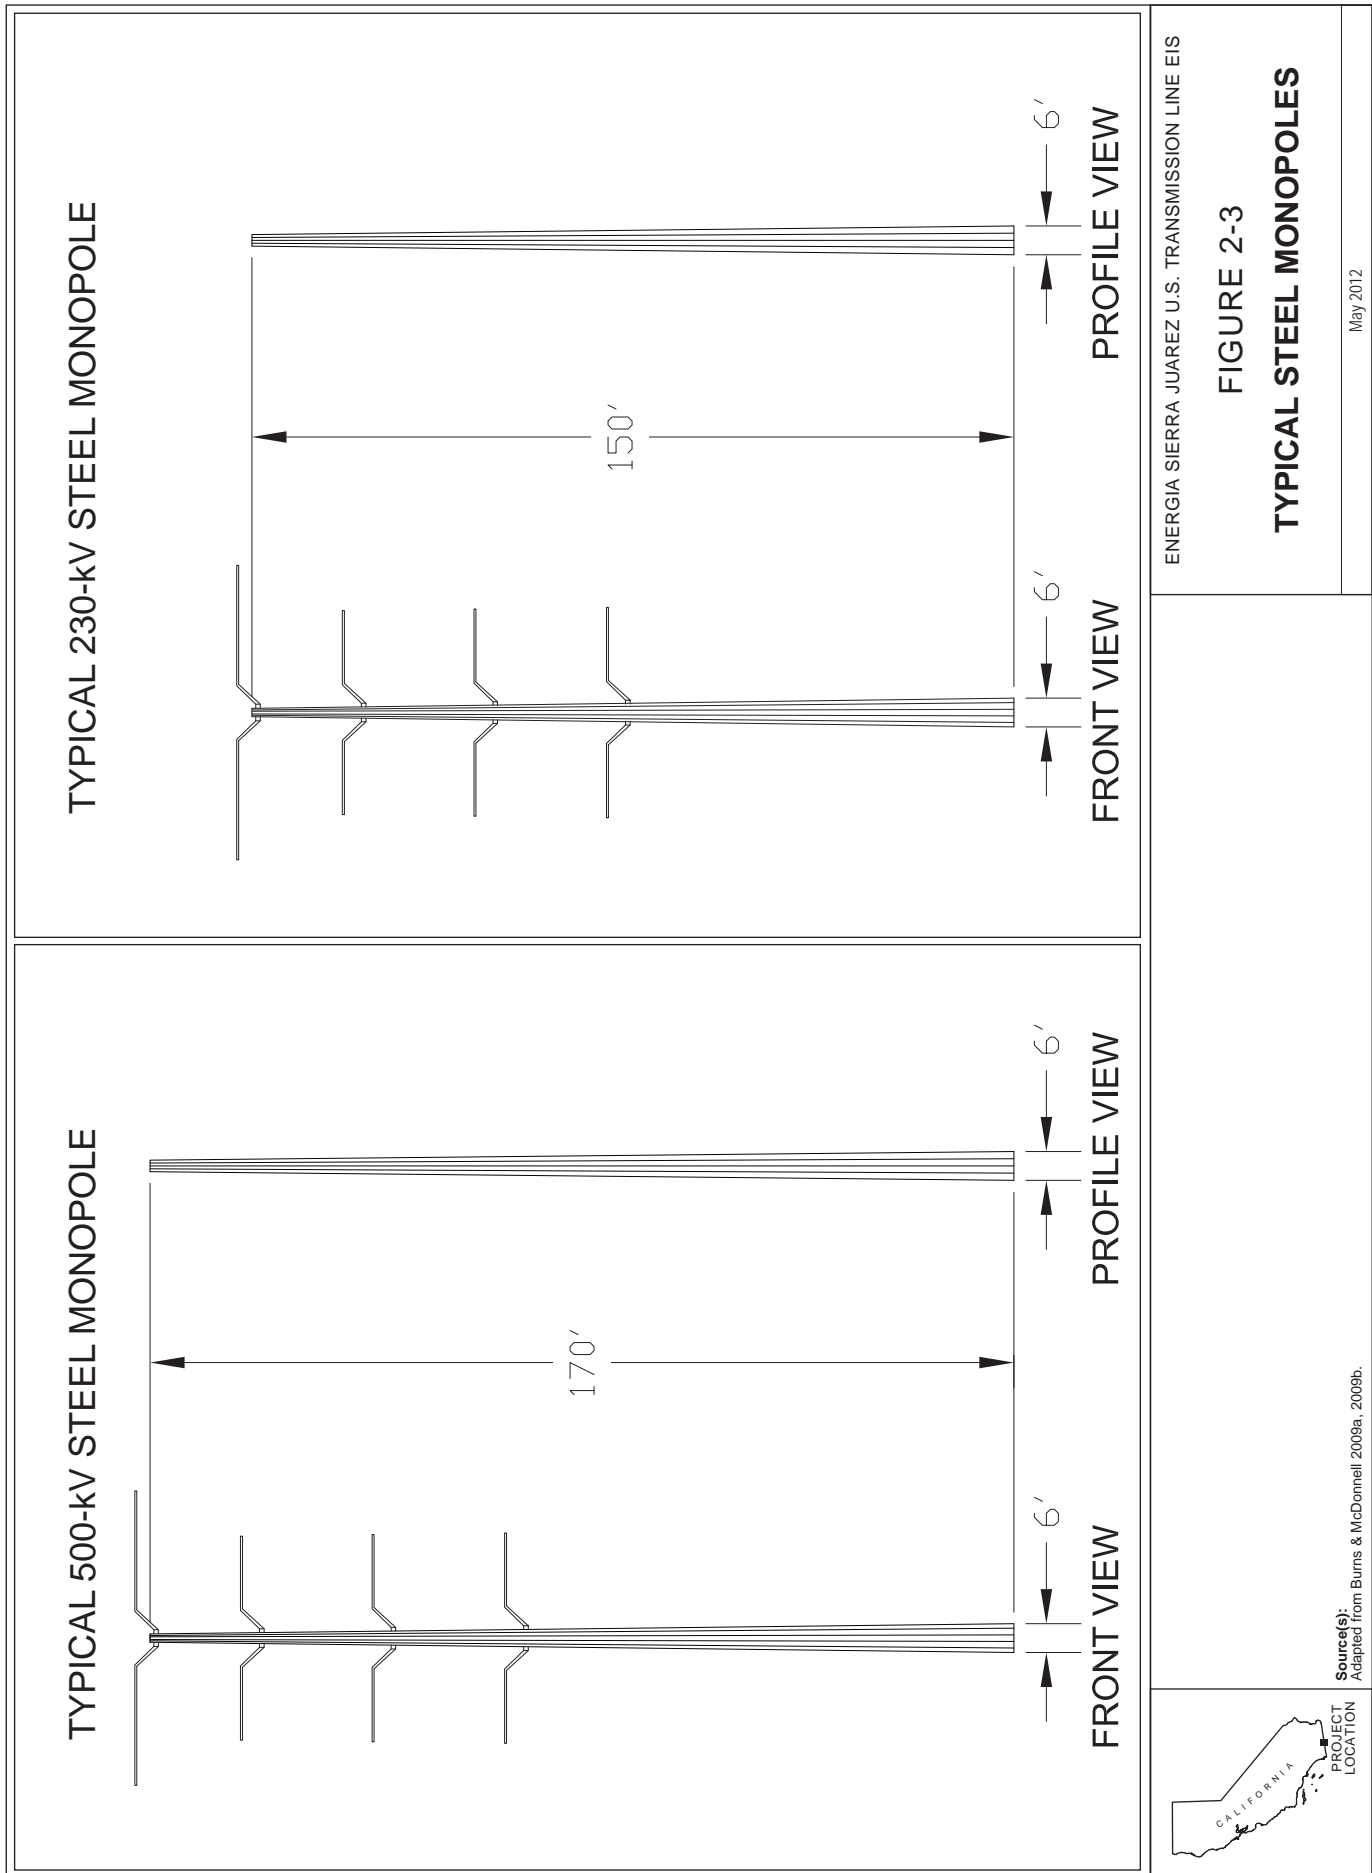 TYPICAL 500-kV STEEL MONOPOLE
170′
6′
6′
FRONT VIEW
PROFILE VIEW
TYPICAL 230-kV STEEL MONOPOLE
150′
6′
6′
FRONT VIEW
PROFILE VIEW
CALIFORNIA
PROJECT
LOCATION
Source(s):
Adapted from Burns & McDonnell 2009a, 2009b.
ENERGIA SIERRA JUAREZ U.S. TRANSMISSION LINE EIS
FIGURE 2-3
TYPICAL STEEL MONOPOLES
May 2012